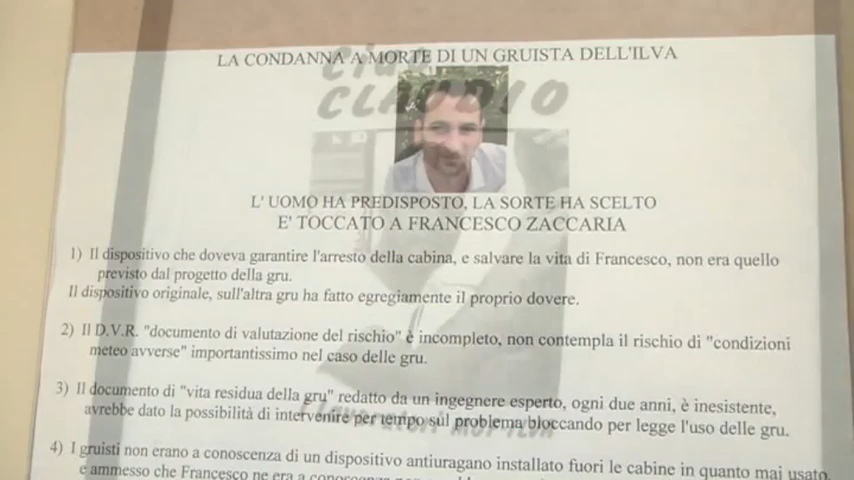 LA CONDANNA A MORTE DI UN GRUISTA DELL'ILVA
Ciao
CLAUDIO
L' UOMO HA PREDISPOSTO, LA SORTE HA SCELTO
E' TOCCATO A FRANCESCO ZACCARIA
1) Il dispositivo che doveva garantire l'arresto della cabina, e salvare la vita di Francesco, non era quello
previsto dal progetto della gru.
Il dispositivo originale, sull'altra gru ha fatto egregiamente il proprio dovere.
2) Il D.V.R. "documento di valutazione del rischio" è incompleto, non contempla il rischio di "condizioni
meteo avverse" importantissimo nel caso delle gru.
3) Il documento di "vita residua della gru" redatto da un ingegnere esperto, ogni due anni, è inesistente,
avrebbe dato la possibilità di intervenire per tempo sul problema bloccando per legge l'uso delle gru.
ILVA
4) I gruisti non erano a conoscenza di un dispositivo antiuragano installato fuori le cabine in quanto mai usato,
e ammesso che Francesco ne era a conoscenza non